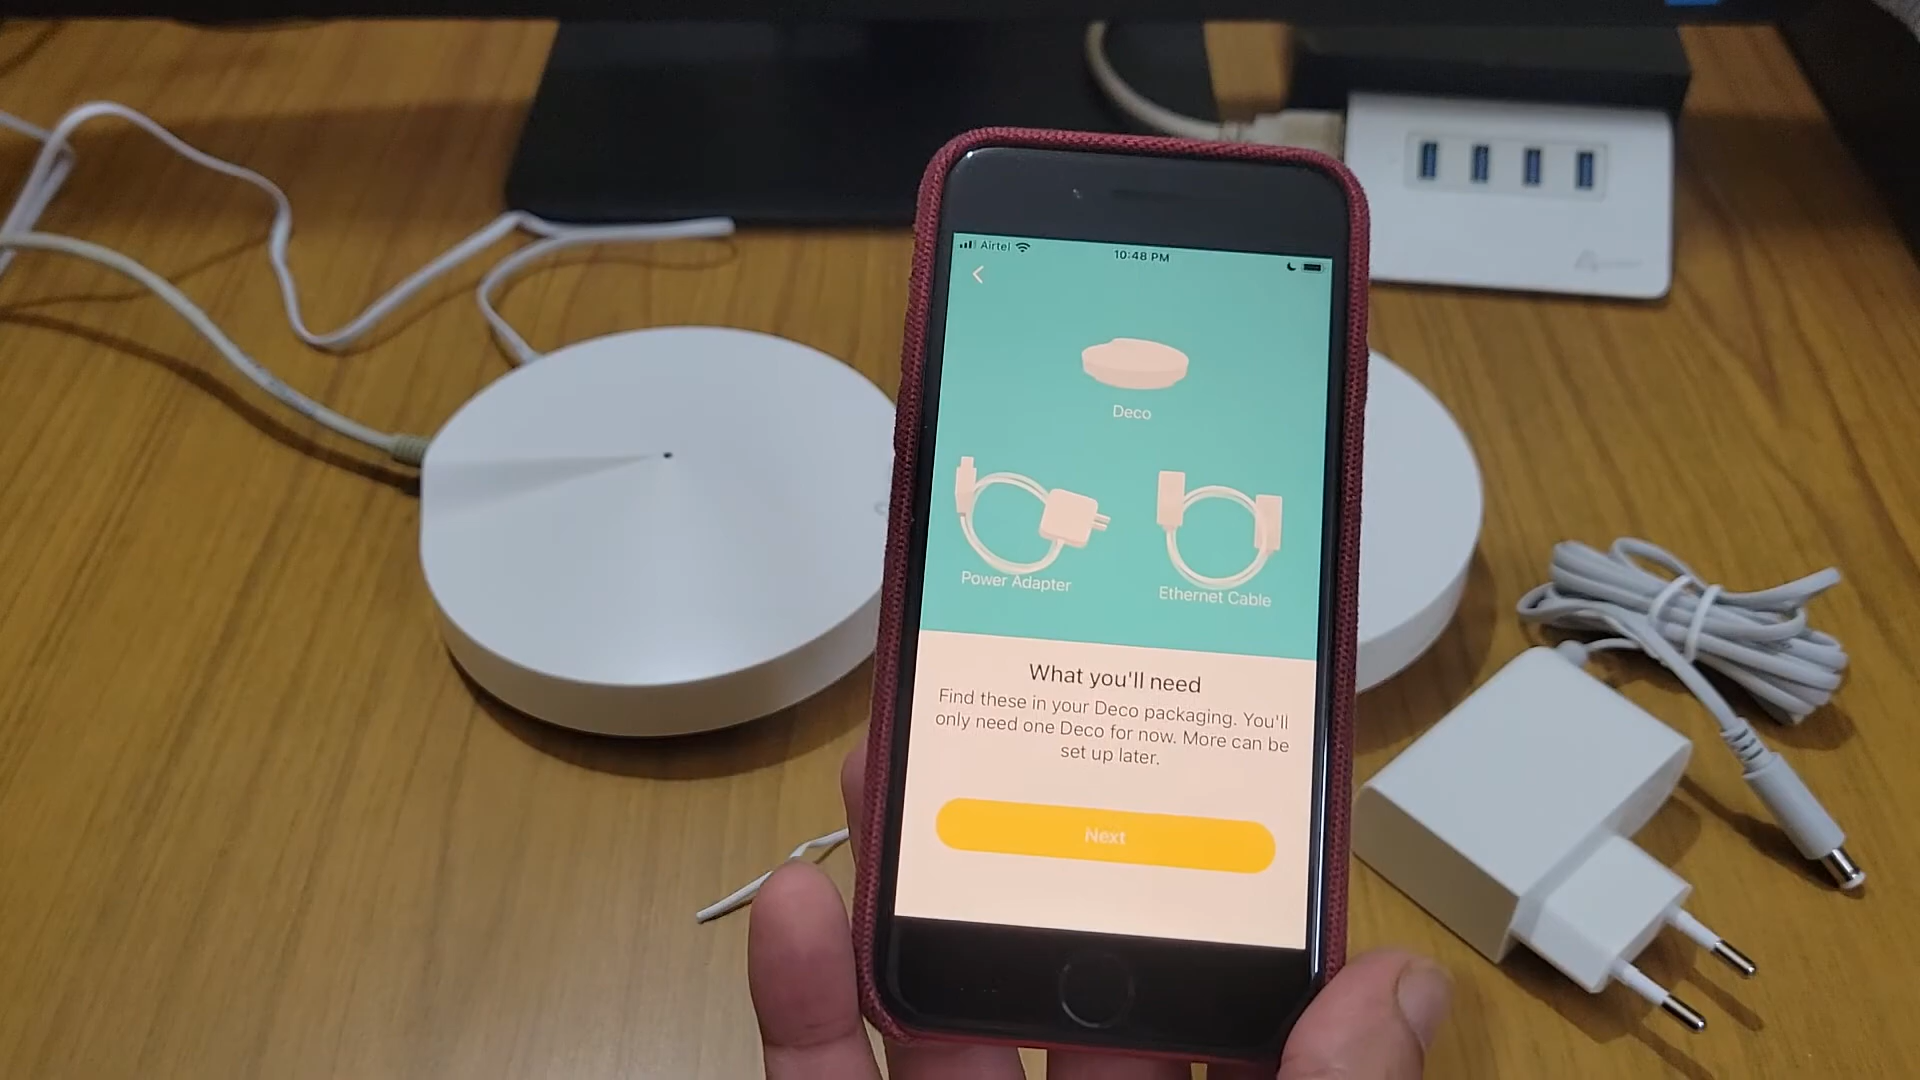 Airtel
10:48 PM
Deco
Power Adapter
Ethernet Cable
What you'll need
Find these in your Deco packaging. You'll
only need one Deco for now. More can be
set up later.
Next